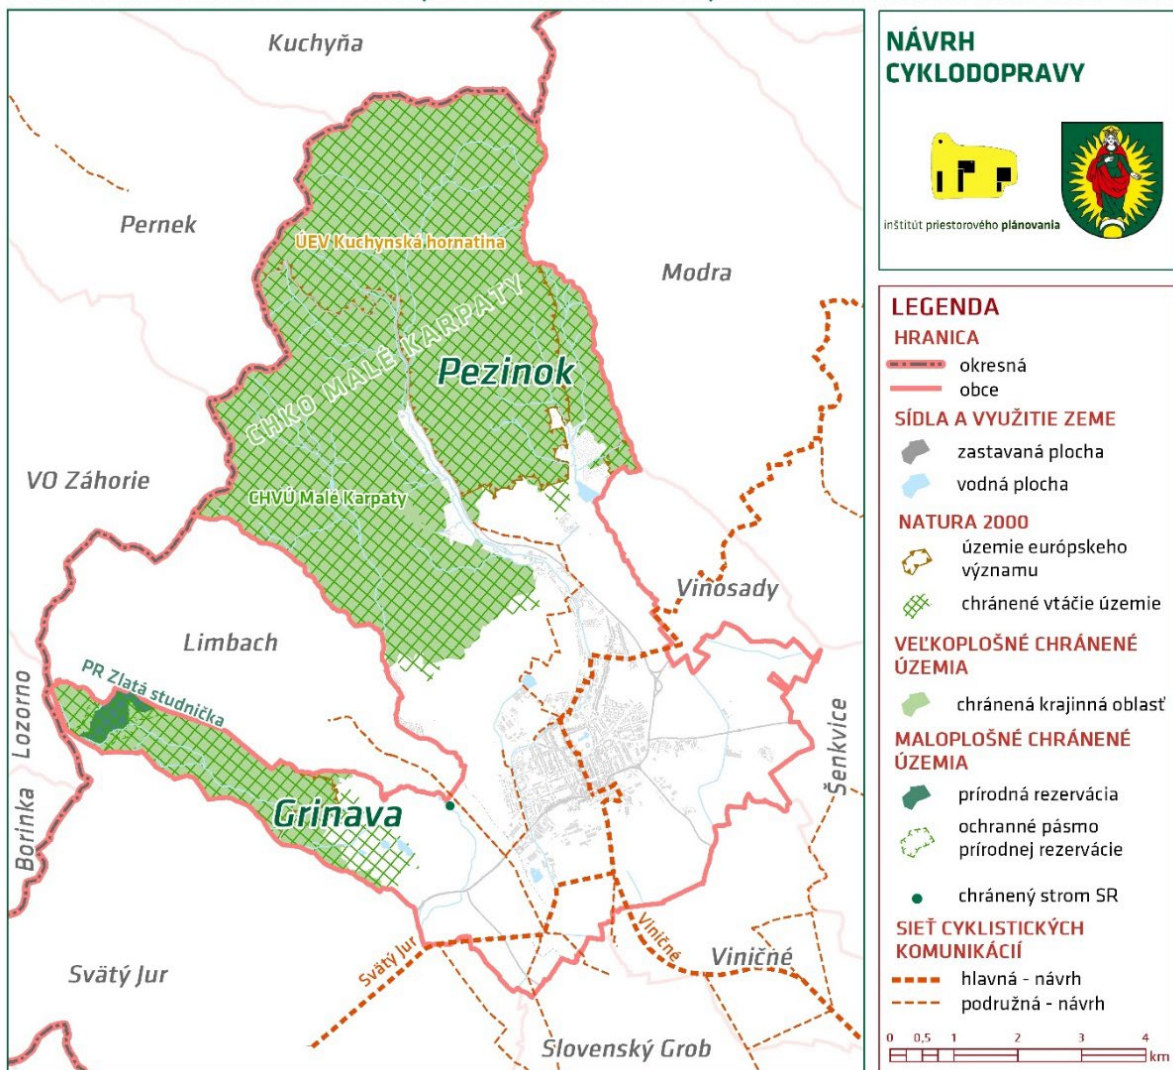 Kuchyňa
Pernek
ÚEV Kuchynská hornatina
Modra
CHKO MALÉ KARPATY
Pezinok
VO Záhorie
CHVÚ Malé Karpaty
Vinosady
Limbach
PR Zlatá studnička
Lozorno
Borinka
Grinava
Šenkvice
Svätý Jur
Viničné
Viničné
Svätý Jur
Slovenský Grob
NÁVRH
CYKLODOPRAVY
inštitút priestorového plánovania
LEGENDA
HRANICA
okresná
obce
SÍDLA A VYUŽITIE ZEME
zastavaná plocha
vodná plocha
NATURA 2000
územie európskeho
významu
chránené vtáčie územie
VEĽKOPLOŠNÉ CHRÁNENÉ
ÚZEMIA
chránená krajinná oblasť
MALOPLOŠNÉ CHRÁNENÉ
ÚZEMIA
prírodná rezervácia
ochranné pásmo
prírodnej rezervácie
chránený strom SR
SIEŤ CYKLISTICKÝCH
KOMUNIKÁCIÍ
hlavná - návrh
podružná - návrh
0 0,5 1 2 3 4
km